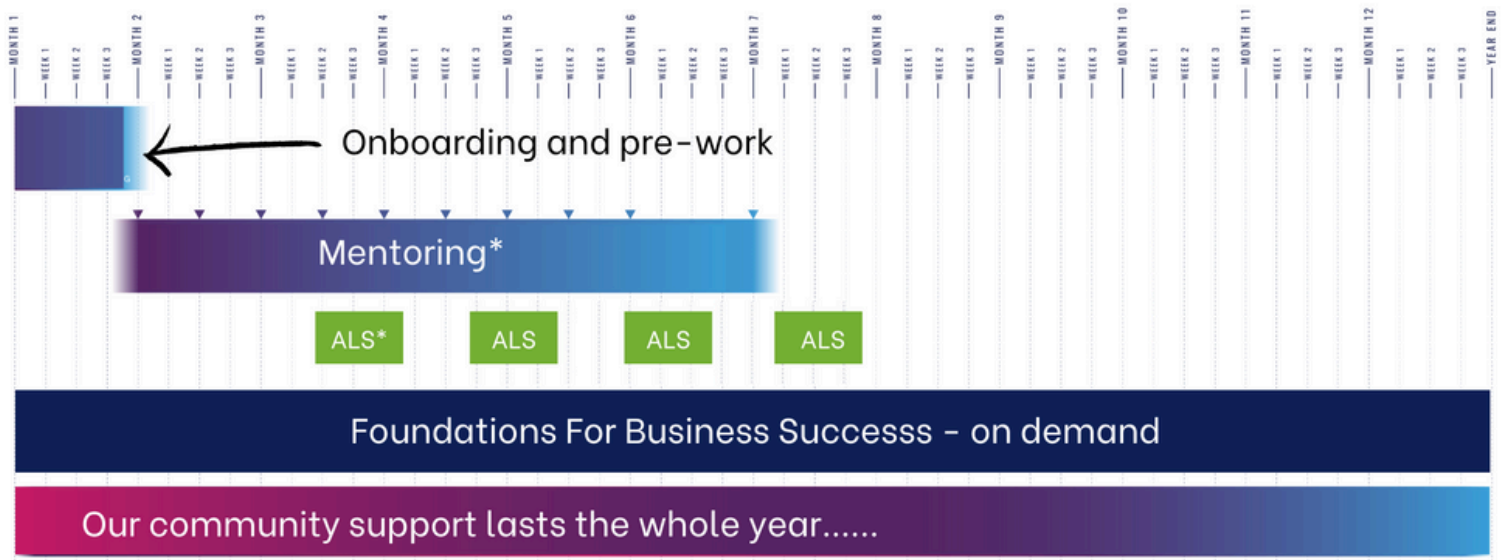 MONTH 1
WEEK 1
WEEK 2
WEEK 3
MONTH 2
WEEK 1
WEEK 2
WEEK 3
MONTH 3
WEEK 1
WEEK 2
WEEK 3
MONTH 4
WEEK 1
WEEK 2
WEEK 3
MONTH 5
WEEK 1
WEEK 2
WEEK 3
MONTH 6
WEEK 1
WEEK 2
WEEK 3
MONTH 7
WEEK 1
WEEK 2
WEEK 3
MONTH 8
WEEK 1
WEEK 2
WEEK 3
MONTH 9
WEEK 1
WEEK 2
WEEK 3
MONTH 10
WEEK 1
WEEK 2
WEEK 3
MONTH 11
WEEK 1
WEEK 2
WEEK 3
MONTH 12
WEEK 1
WEEK 2
WEEK 3
YEAR END
Onboarding and pre-work
G
Mentoring*
ALS*
ALS
ALS
ALS
Foundations For Business Successs - on demand
Our community support lasts the whole year......